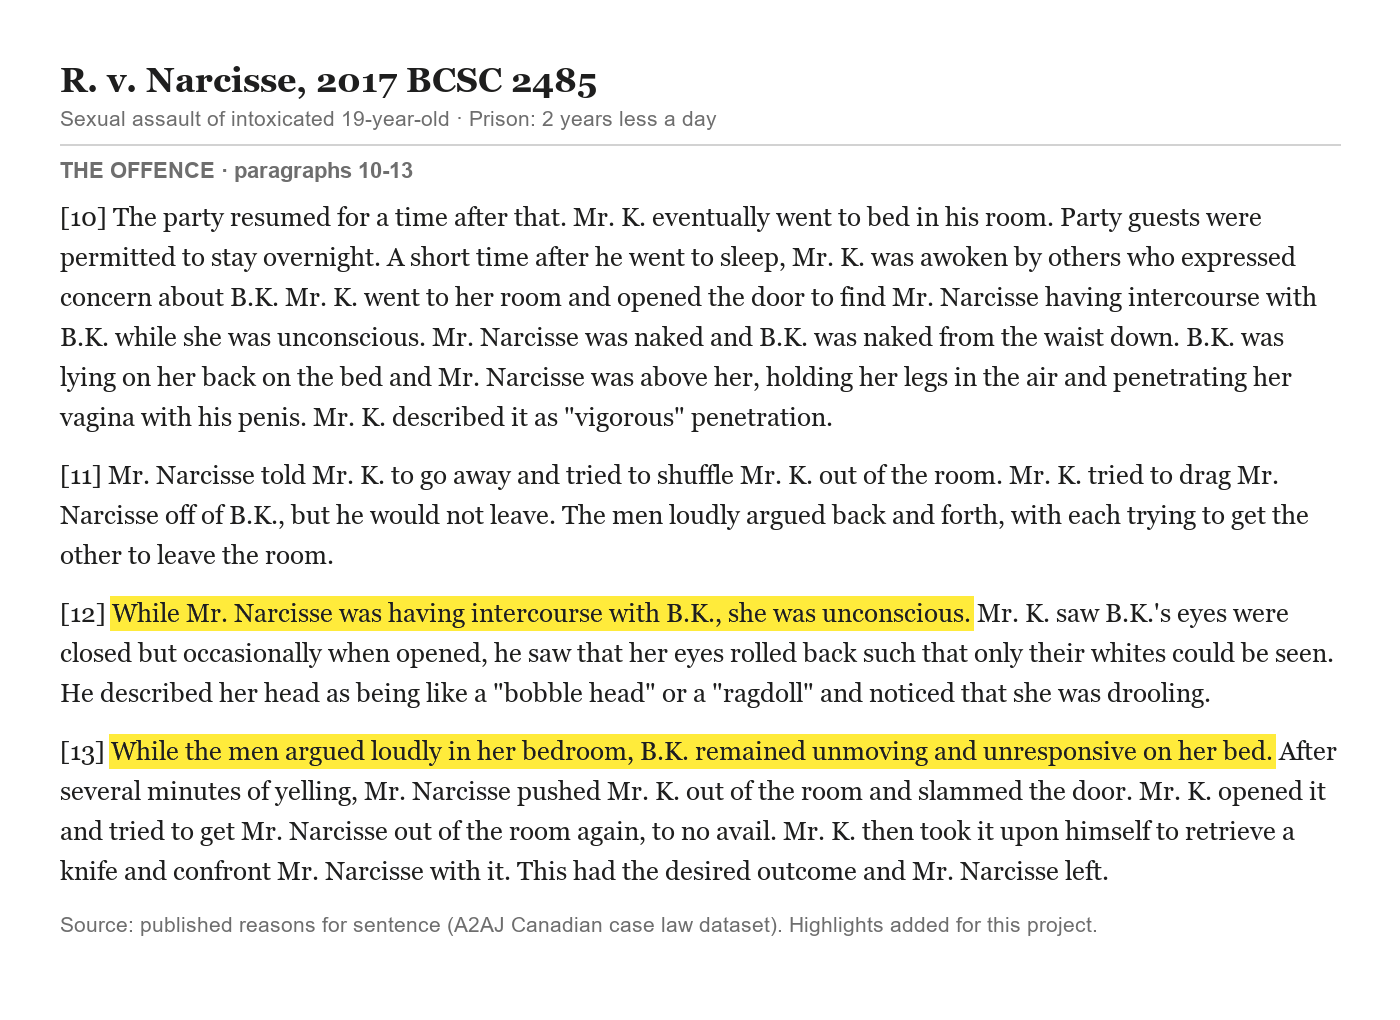 R. v. Narcisse, 2017 BCSC 2485
Sexual assault of intoxicated 19-year-old · Prison: 2 years less a day
THE OFFENCE · paragraphs 10-13
[10] The party resumed for a time after that. Mr. K. eventually went to bed in his room. Party guests were
permitted to stay overnight. A short time after he went to sleep, Mr. K. was awoken by others who expressed
concern about B.K. Mr. K. went to her room and opened the door to find Mr. Narcisse having intercourse with
B.K. while she was unconscious. Mr. Narcisse was naked and B.K. was naked from the waist down. B.K. was
lying on her back on the bed and Mr. Narcisse was above her, holding her legs in the air and penetrating her
vagina with his penis. Mr. K. described it as "vigorous" penetration.
[11] Mr. Narcisse told Mr. K. to go away and tried to shuffle Mr. K. out of the room. Mr. K. tried to drag Mr.
Narcisse off of B.K., but he would not leave. The men loudly argued back and forth, with each trying to get the
other to leave the room.
[12] While Mr. Narcisse was having intercourse with B.K., she was unconscious. Mr. K. saw B.K.'s eyes were
closed but occasionally when opened, he saw that her eyes rolled back such that only their whites could be seen.
He described her head as being like a "bobble head" or a "ragdoll" and noticed that she was drooling.
[13] While the men argued loudly in her bedroom, B.K. remained unmoving and unresponsive on her bed. After
several minutes of yelling, Mr. Narcisse pushed Mr. K. out of the room and slammed the door. Mr. K. opened it
and tried to get Mr. Narcisse out of the room again, to no avail. Mr. K. then took it upon himself to retrieve a
knife and confront Mr. Narcisse with it. This had the desired outcome and Mr. Narcisse left.
Source: published reasons for sentence (A2AJ Canadian case law dataset). Highlights added for this project.